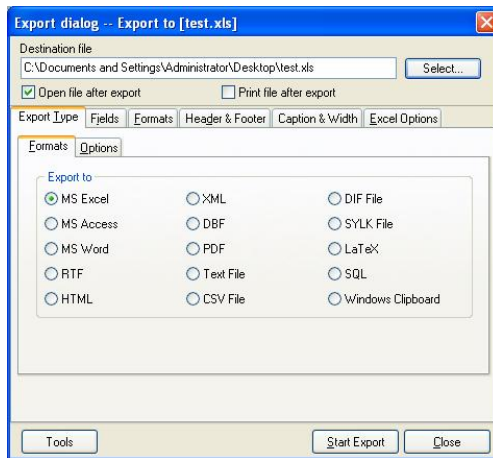 Export dialog -- Export to [test.xls]
Destination file
C:\Documents and Settings\Administrator\Desktop\test.xls
Select...
Open file after export
Print file after export
Export Type
Fields
Formats
Header & Footer
Caption & Width
Excel Options
Formats
Options
Export to
MS Excel
XML
DIF File
MS Access
DBF
SYLK File
MS Word
PDF
LaTeX
RTF
Text File
SQL
HTML
CSV File
Windows Clipboard
Tools
Start Export
Close